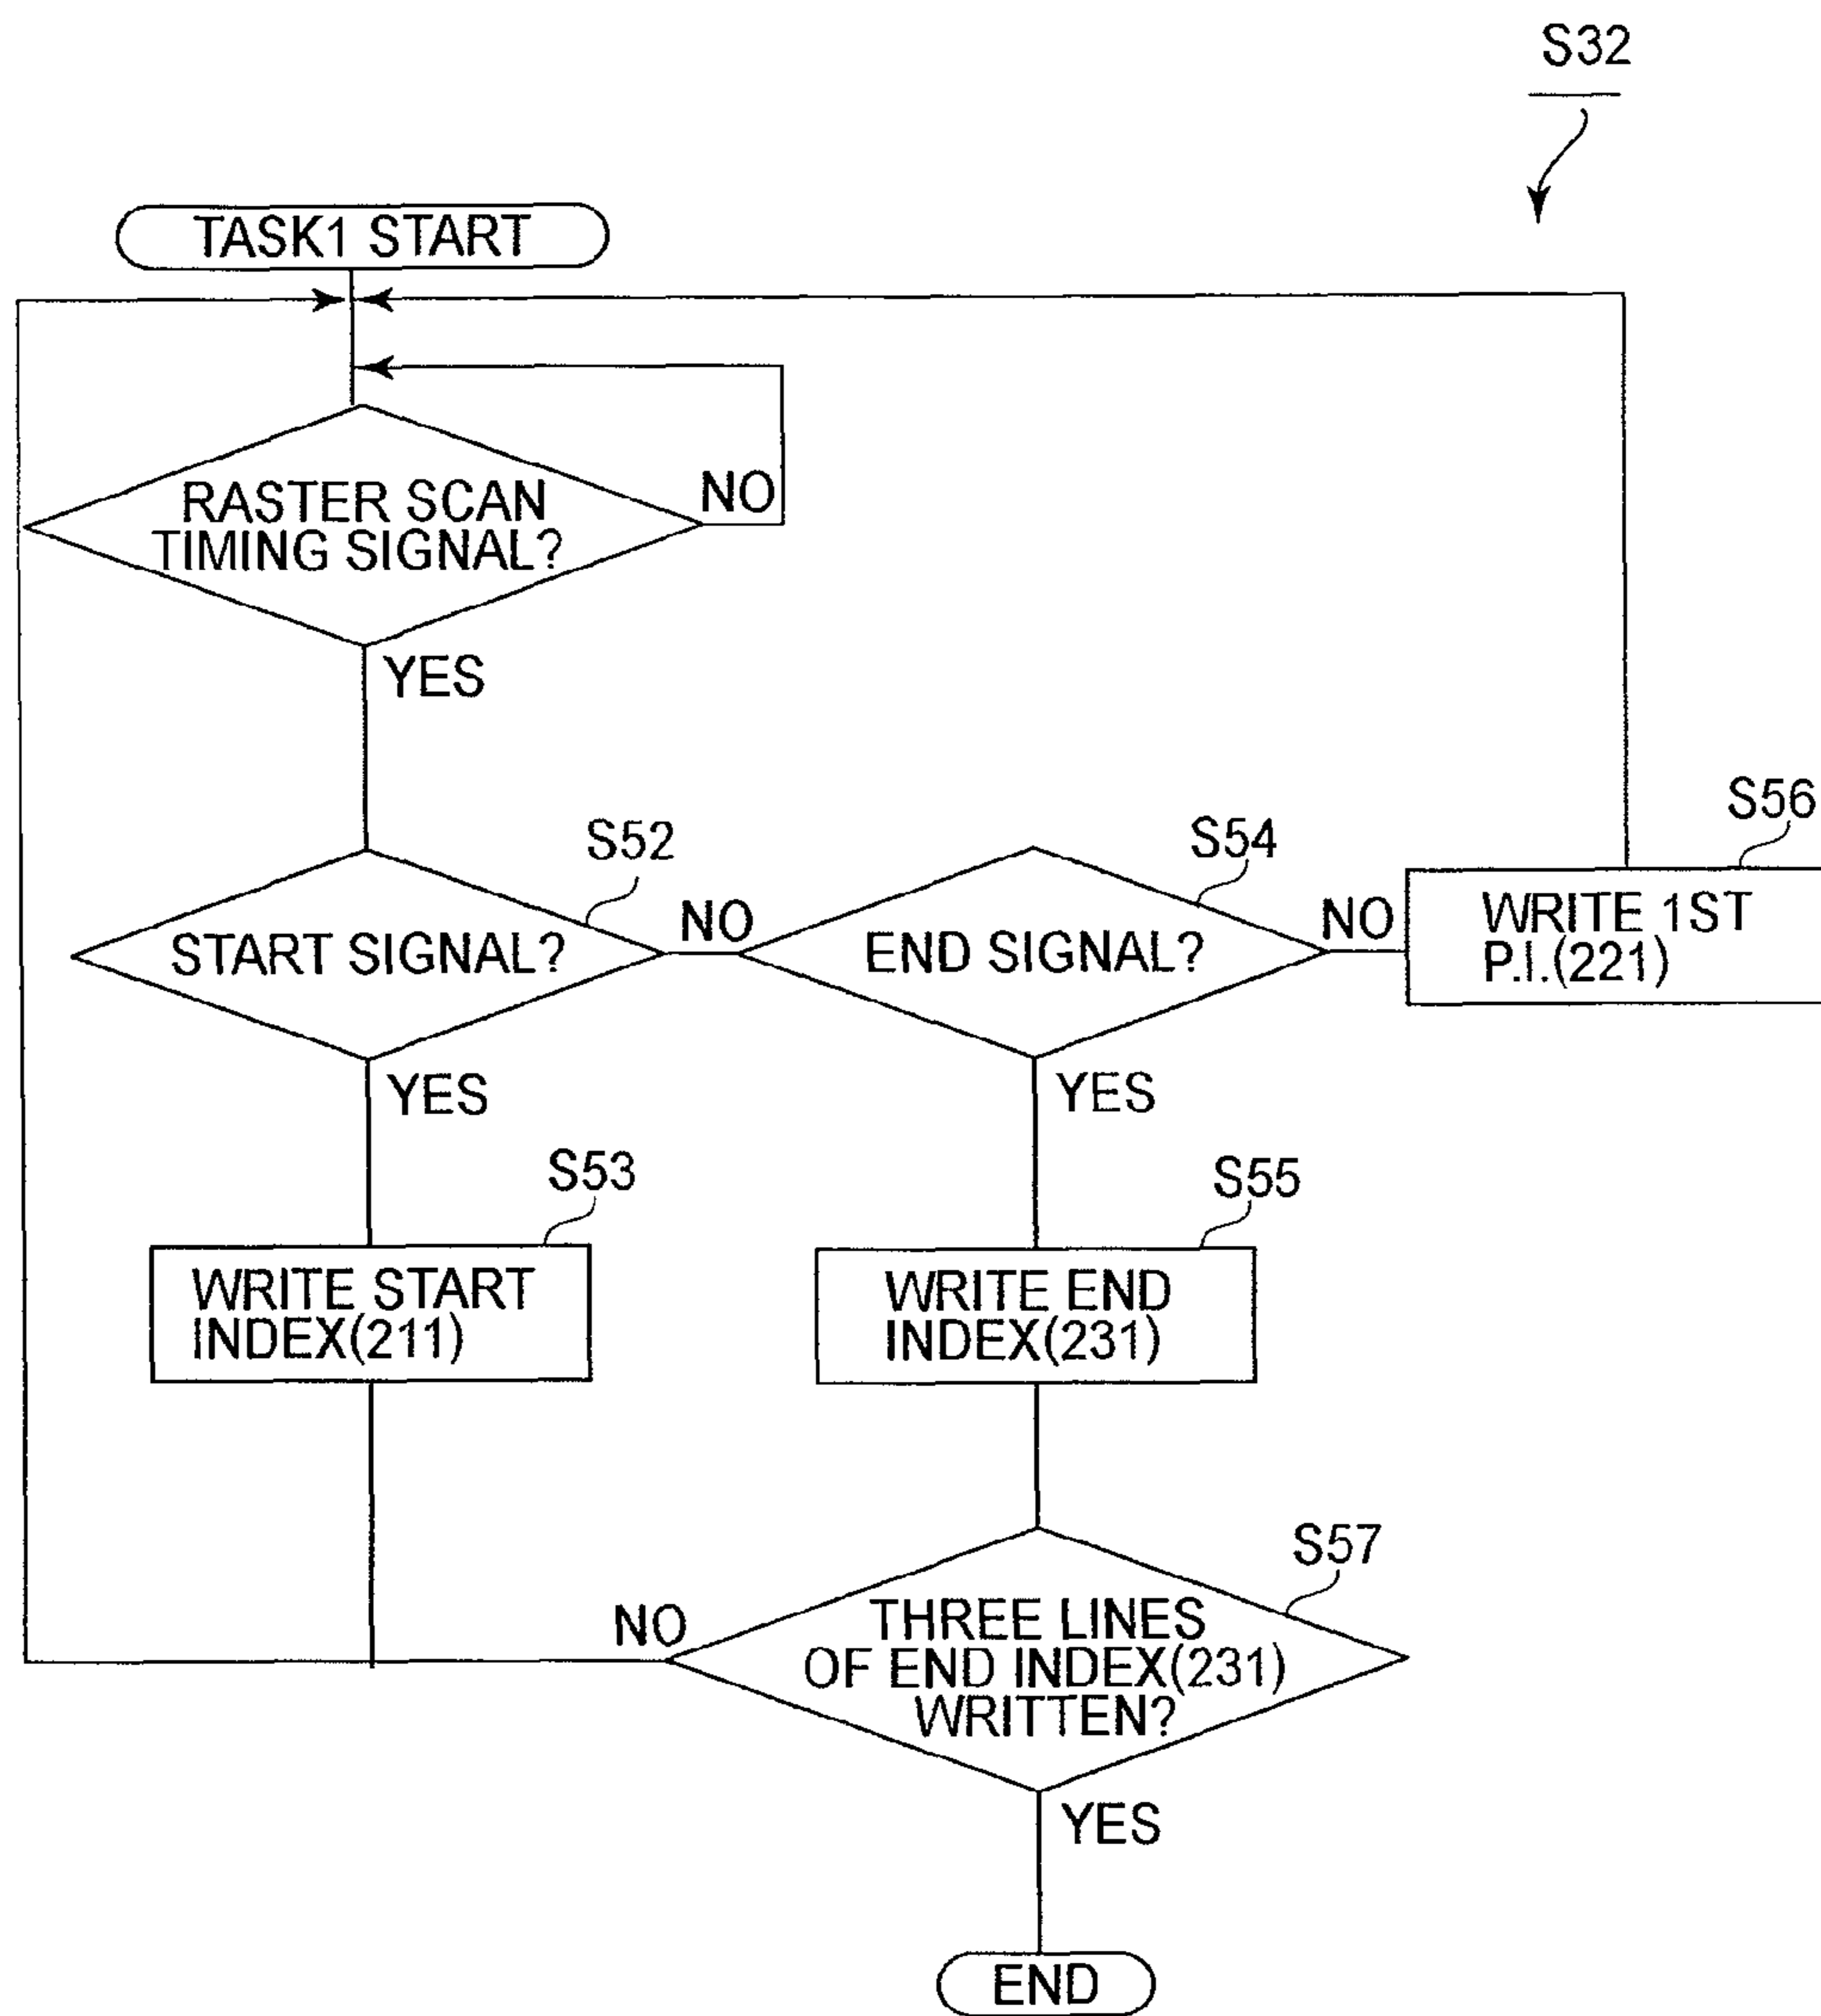 S32
TASK1 START
RASTER SCAN
TIMING SIGNAL?
NO
YES
S52
START SIGNAL?
NO
S54
END SIGNAL?
NO
S56
WRITE 1ST
P.I.(221)
YES
YES
S53
WRITE START
INDEX(211)
S55
WRITE END
INDEX(231)
S57
THREE LINES
OF END INDEX(231)
WRITTEN?
NO
YES
END